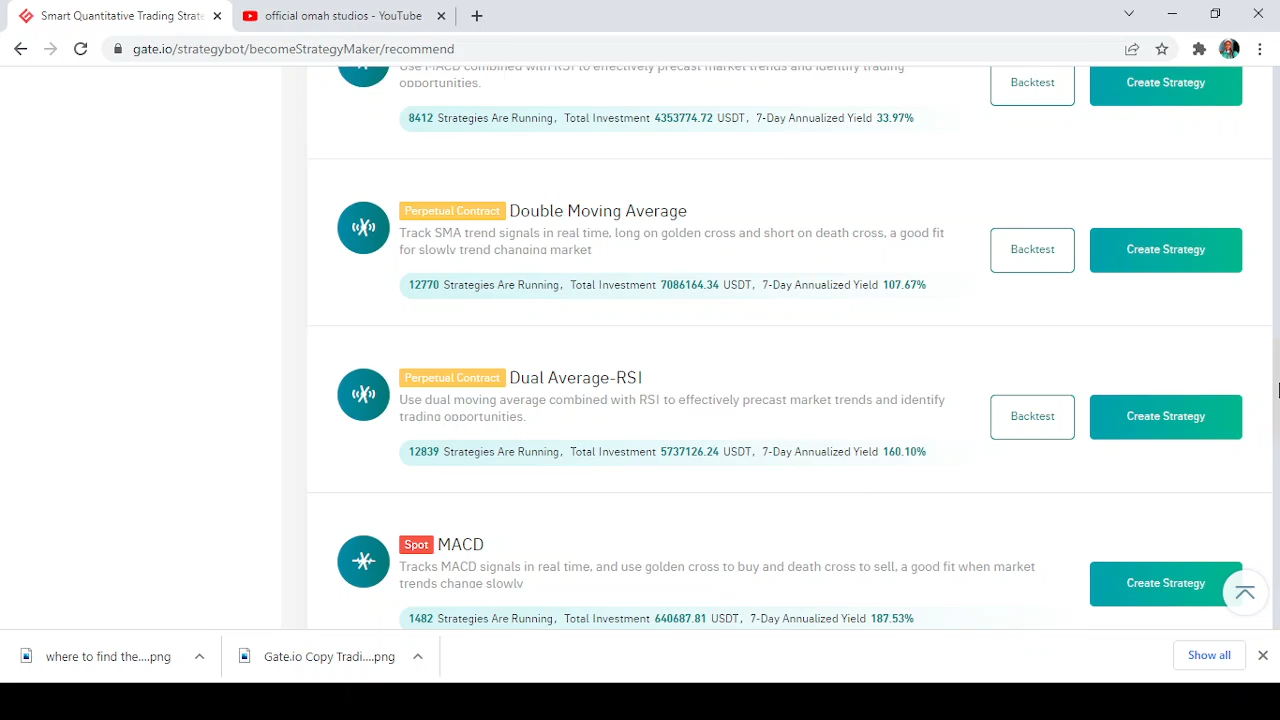 Smart Quantitative Trading Strate
official omah studios - YouTube
gate.io/strategybot/becomeStrategyMaker/recommend
Use MACD combined with RSI to effectively precast market trends and identify trading
opportunities.
8412 Strategies Are Running, Total Investment 4353774.72 USDT, 7-Day Annualized Yield 33.97%
Backtest
Create Strategy
Perpetual Contract Double Moving Average
Track SMA trend signals in real time, long on golden cross and short on death cross, a good fit
for slowly trend changing market
12770 Strategies Are Running, Total Investment 7086164.34 USDT, 7-Day Annualized Yield 107.67%
Backtest
Create Strategy
Perpetual Contract Dual Average-RSI
Use dual moving average combined with RSI to effectively precast market trends and identify
trading opportunities.
12839 Strategies Are Running, Total Investment 5737126.24 USDT, 7-Day Annualized Yield 160.10%
Backtest
Create Strategy
Spot MACD
Tracks MACD signals in real time, and use golden cross to buy and death cross to sell, a good fit when market
trends change slowly
1482 Strategies Are Running, Total Investment 640687.81 USDT, 7-Day Annualized Yield 187.53%
Create Strategy
where to find the....png
Gate.io Copy Tradi....png
Show all